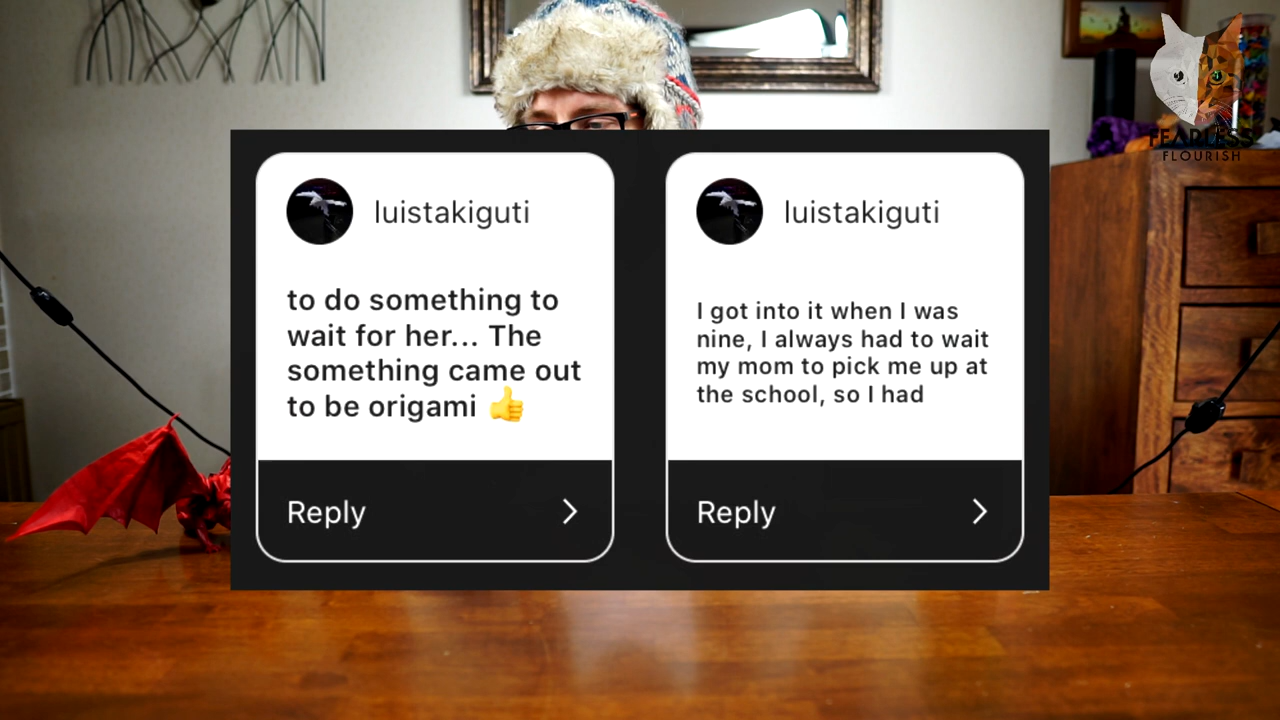 luistakiguti
to do something to
wait for her... The
something came out
to be origami 👍
Reply
luistakiguti
I got into it when I was
nine, I always had to wait
my mom to pick me up at
the school, so I had
Reply
FEARLESS
FLOURISH